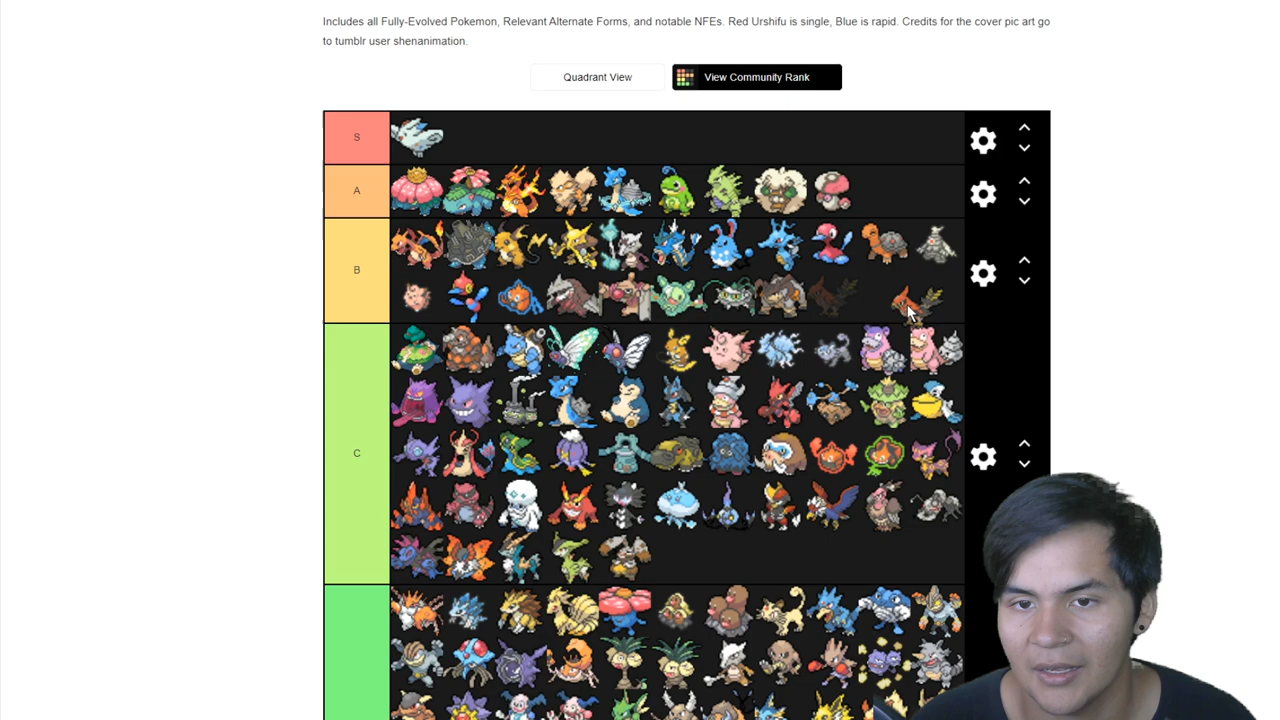 Includes all Fully-Evolved Pokemon, Relevant Alternate Forms, and notable NFEs. Red Urshifu is single, Blue is rapid. Credits for the cover pic art go
to tumblr user shenanimation.
Quadrant View
View Community Rank
S
A
B
C